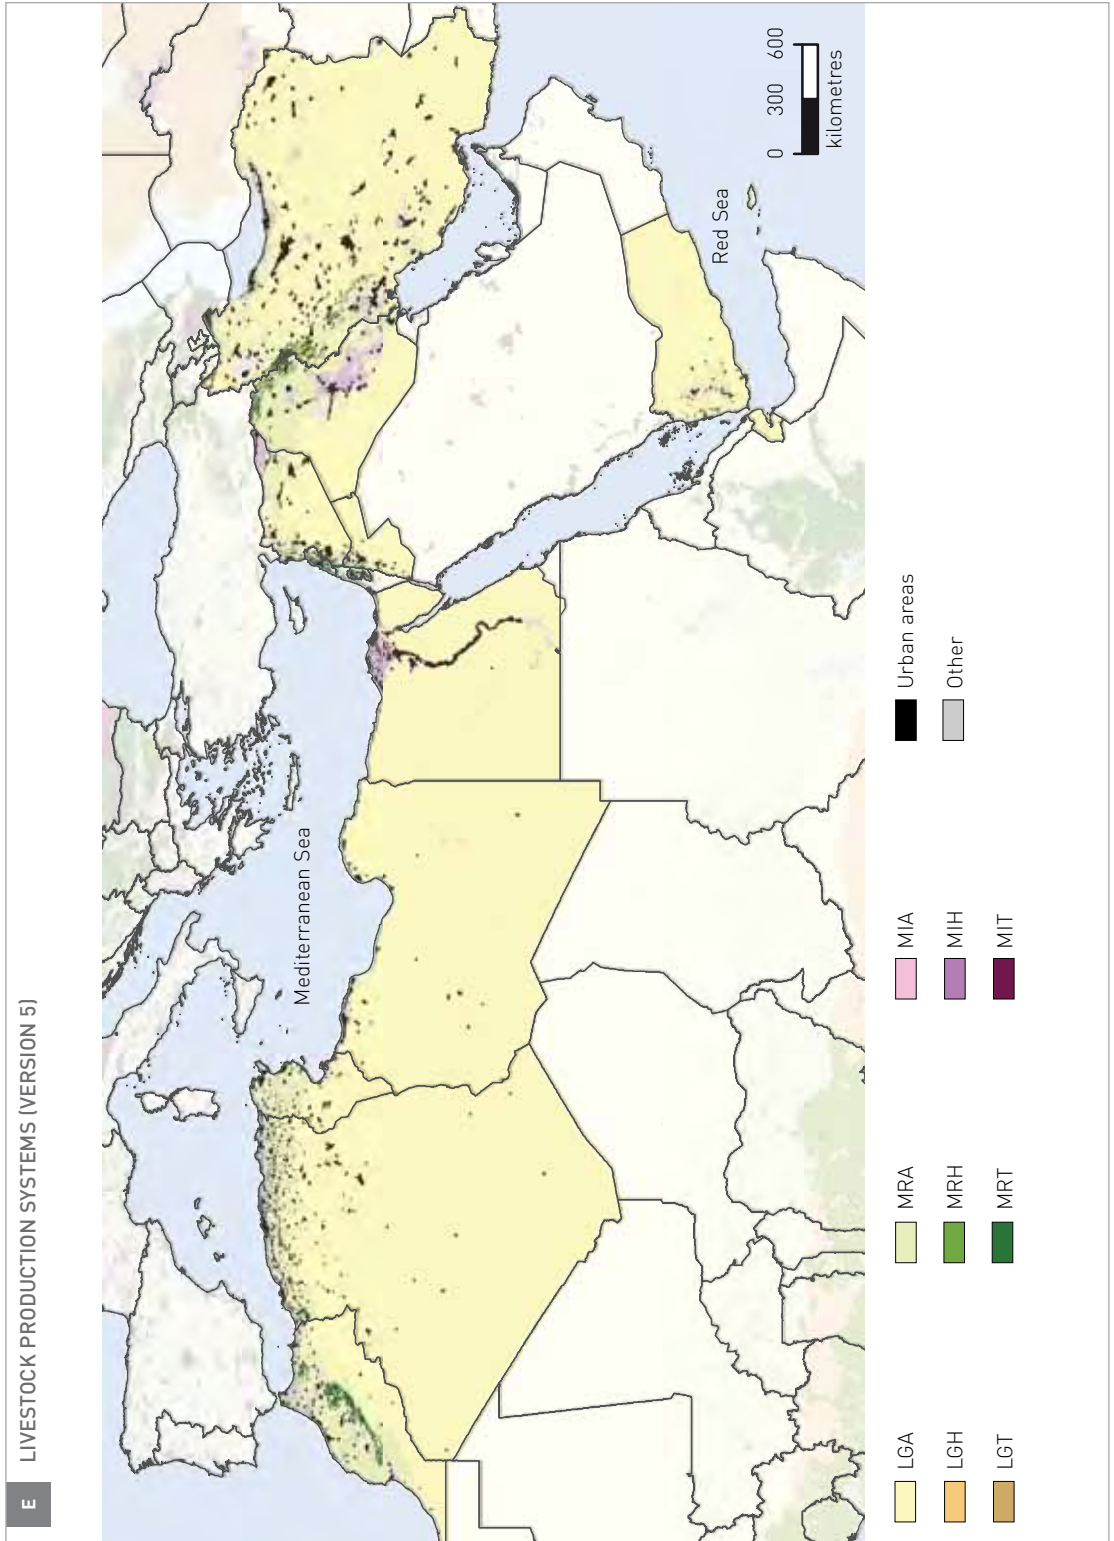 E LIVESTOCK PRODUCTION SYSTEMS (VERSION 5)
Mediterranean Sea
Red Sea
0 300 600
kilometres
LGA MRA MIA Urban areas
LGH MRH MIH Other
LGT MRT MIT